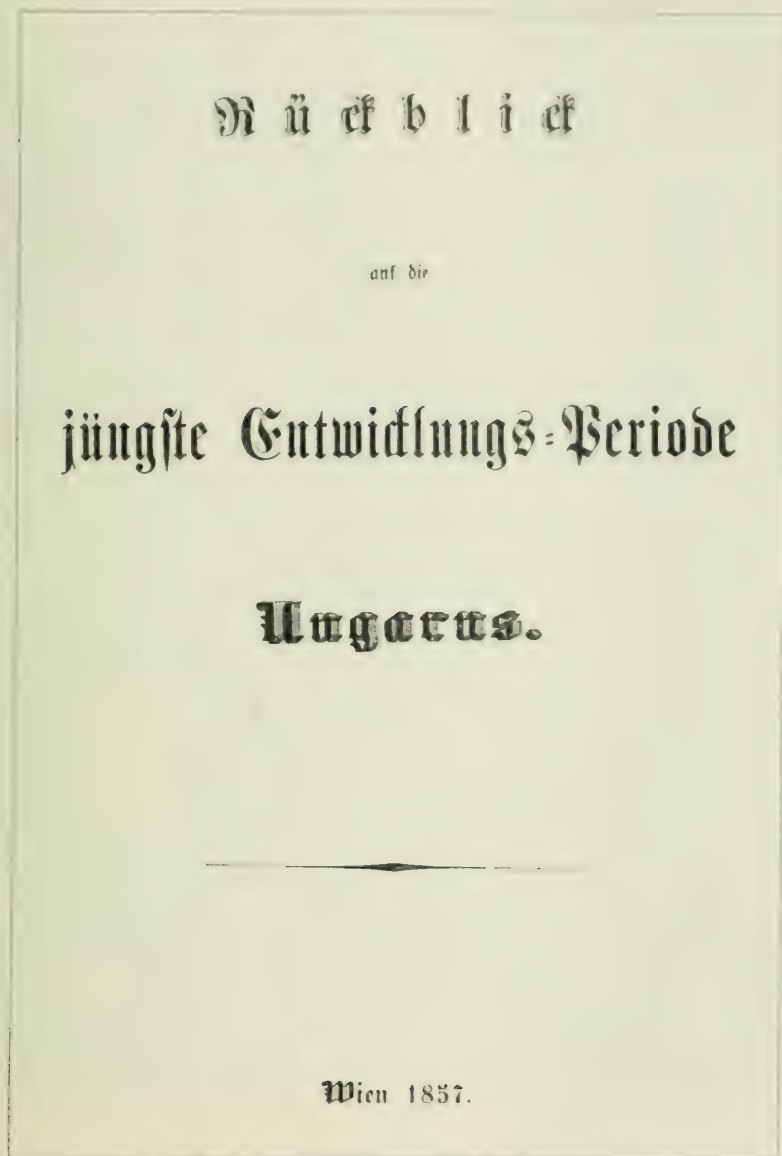 Rückblick
auf die
jüngste Entwicklungs-Periode
Ungarns.
Wien 1857.